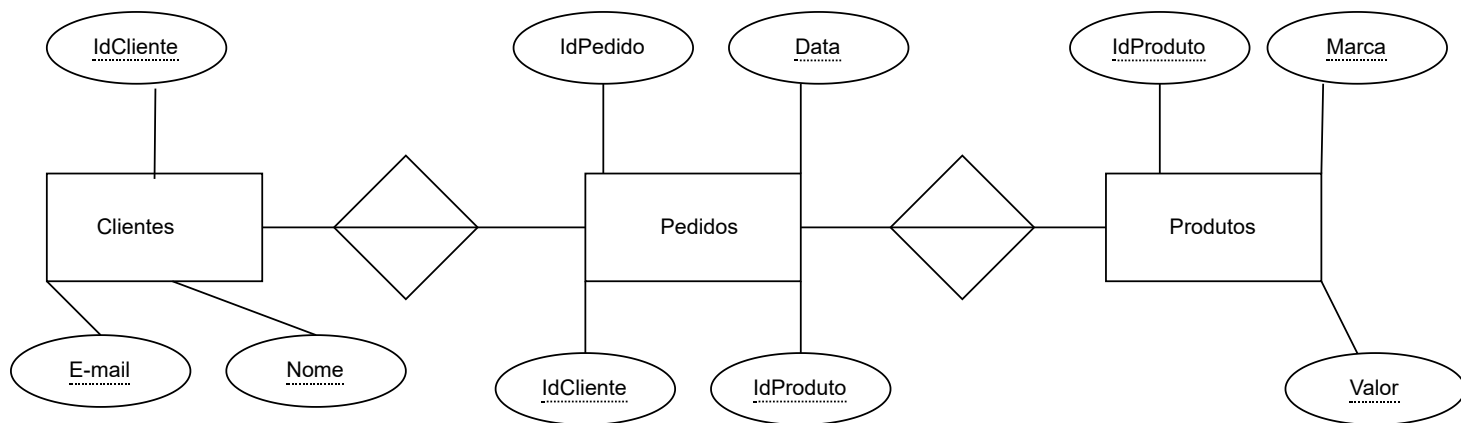 IdCliente
IdPedido
Data
IdProduto
Marca
Clientes
Pedidos
Produtos
E-mail
Nome
IdCliente
IdProduto
Valor